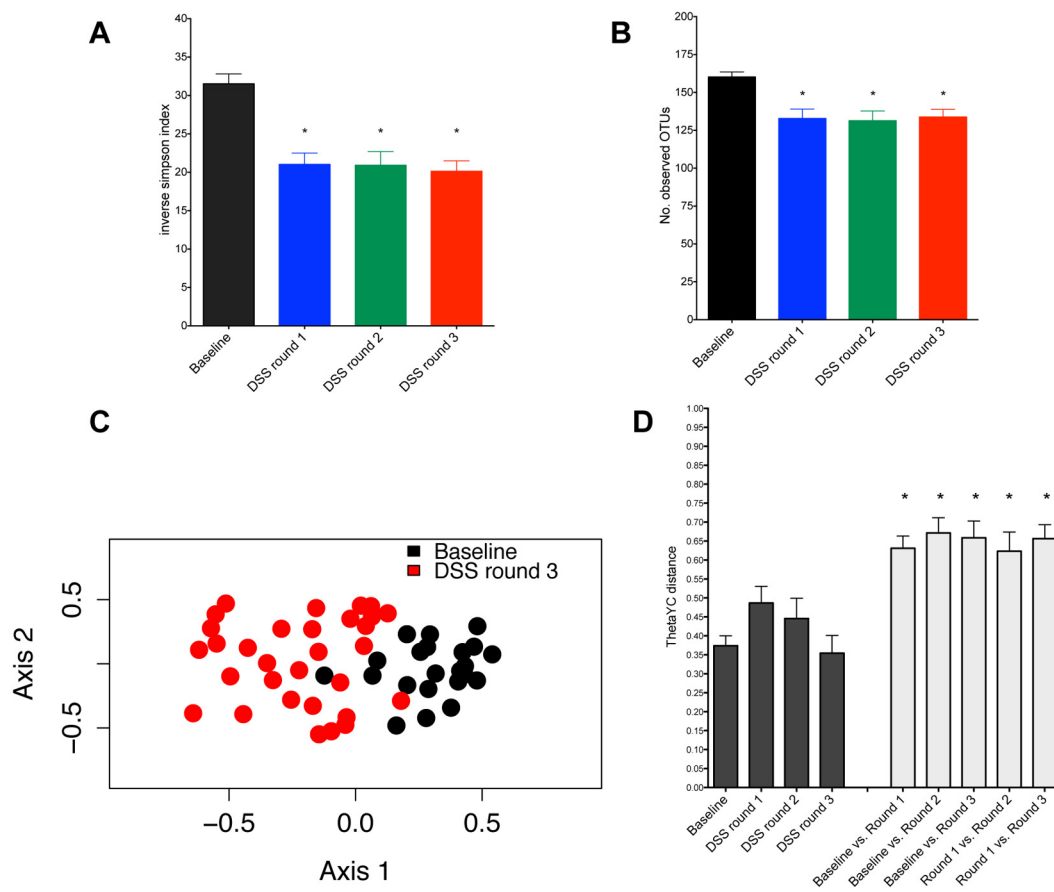 A
inverse simpson index
40
35
30
25
20
15
10
5
0
* * *
Baseline
DSS round 1
DSS round 2
DSS round 3
B
No. observed OTUs
200
175
150
125
100
75
50
25
0
* * *
Baseline
DSS round 1
DSS round 2
DSS round 3
C
Baseline
DSS round 3
Axis 2
0.5
-0.5
−0.5 0.0 0.5
Axis 1
D
ThetaYC distance
1.00
0.95
0.90
0.85
0.80
0.75
0.70
0.65
0.60
0.55
0.50
0.45
0.40
0.35
0.30
0.25
0.20
0.15
0.10
0.05
0.00
* * * * *
Baseline
DSS round 1
DSS round 2
DSS round 3
Baseline vs. Round 1
Baseline vs. Round 2
Baseline vs. Round 3
Round 1 vs. Round 2
Round 1 vs. Round 3